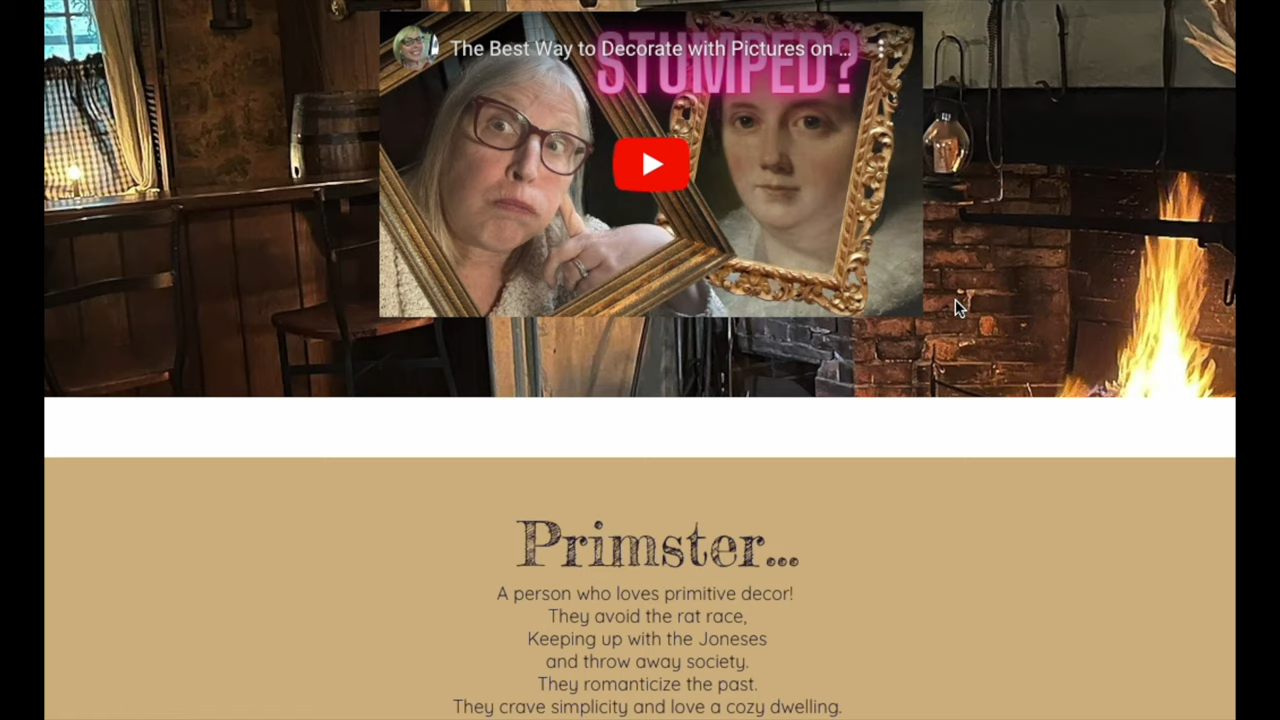 The Best Way to Decorate with Pictures on ...
STUMPED?
Primster...
A person who loves primitive decor!
They avoid the rat race,
Keeping up with the Joneses
and throw away society.
They romanticize the past.
They crave simplicity and love a cozy dwelling.